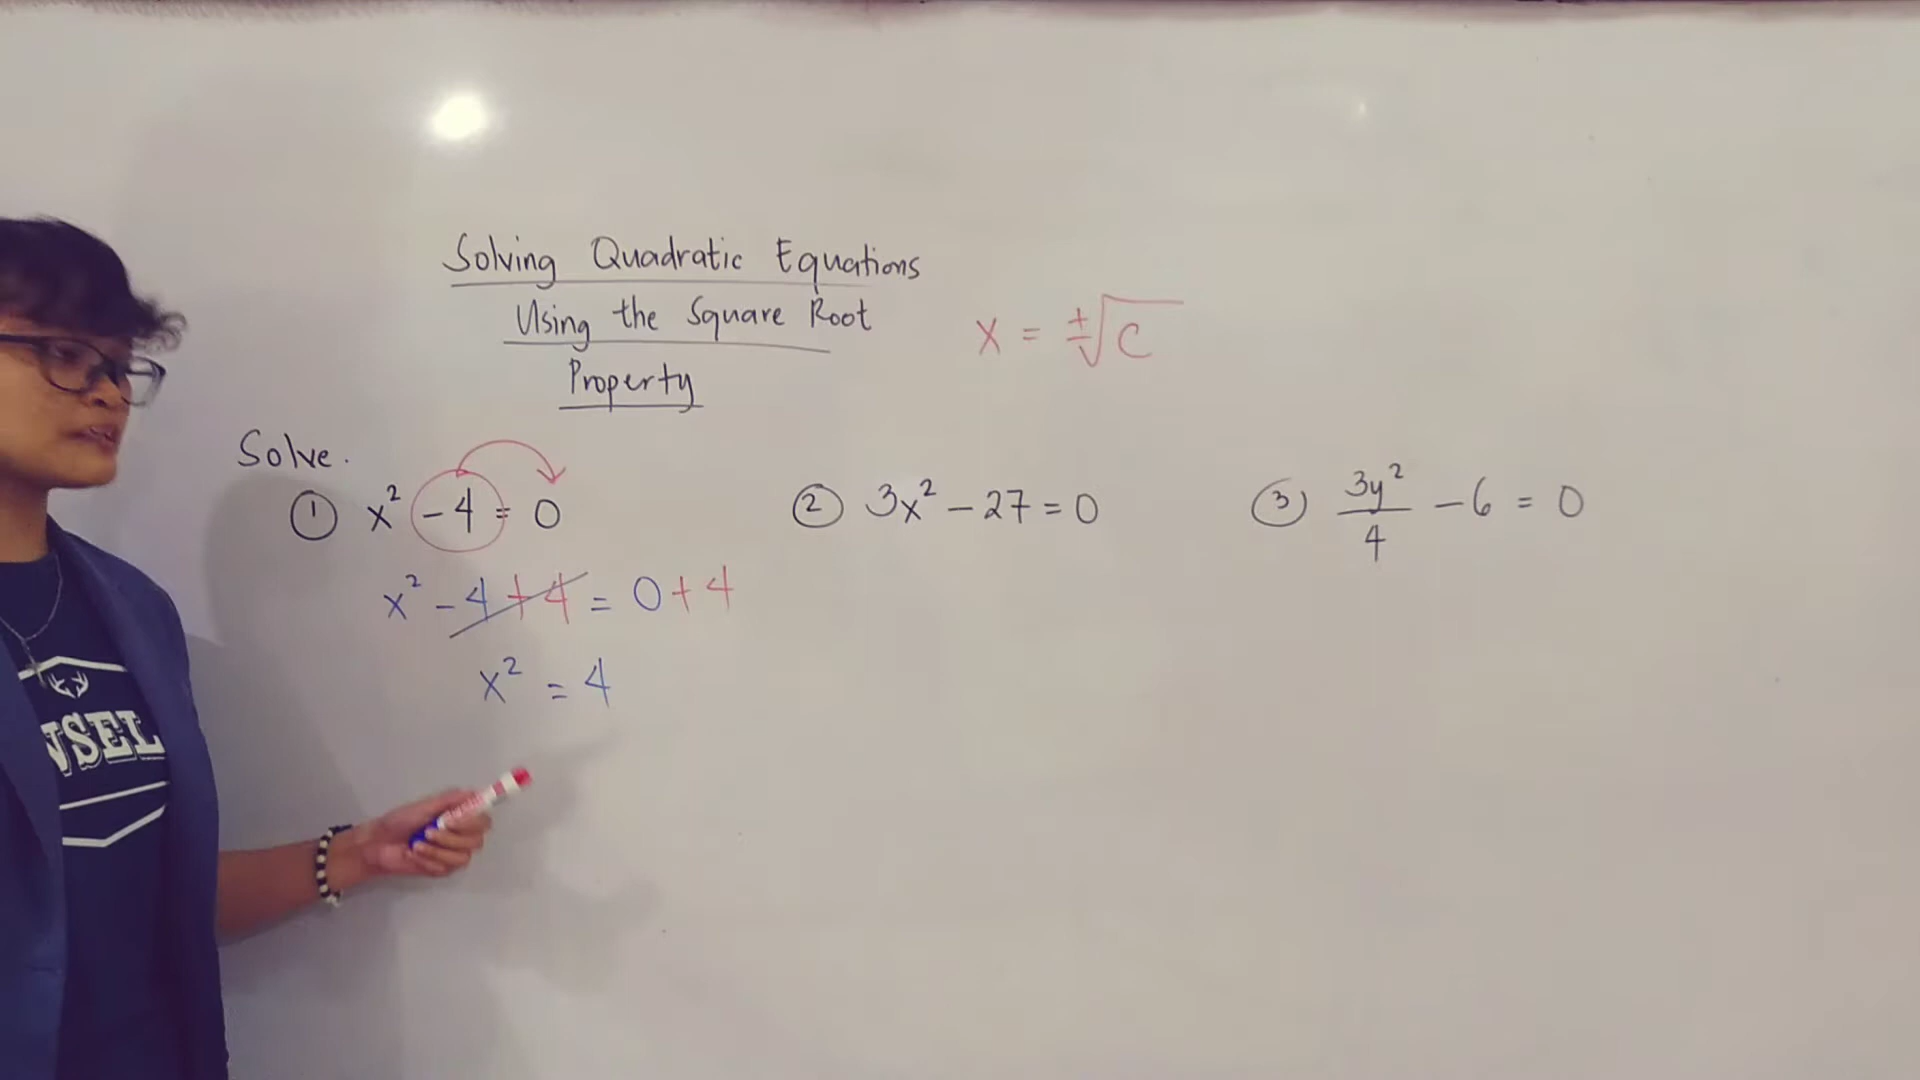 Solving Quadratic Equations
Using the Square Root
Property
x = ±√c
Solve.
① x² - 4 = 0
x² - 4 + 4 = 0 + 4
x² = 4
② 3x² - 27 = 0
③ 3y²/4 - 6 = 0
NSEL